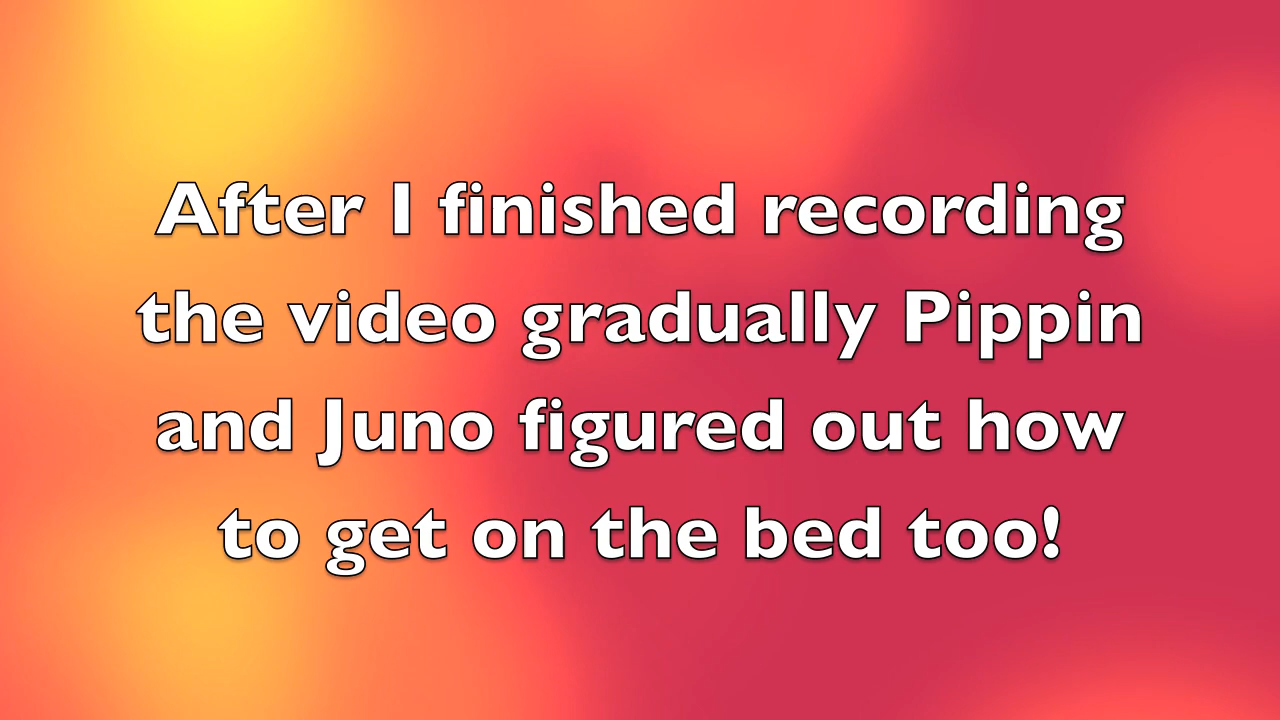 After I finished recording
the video gradually Pippin
and Juno figured out how
to get on the bed too!